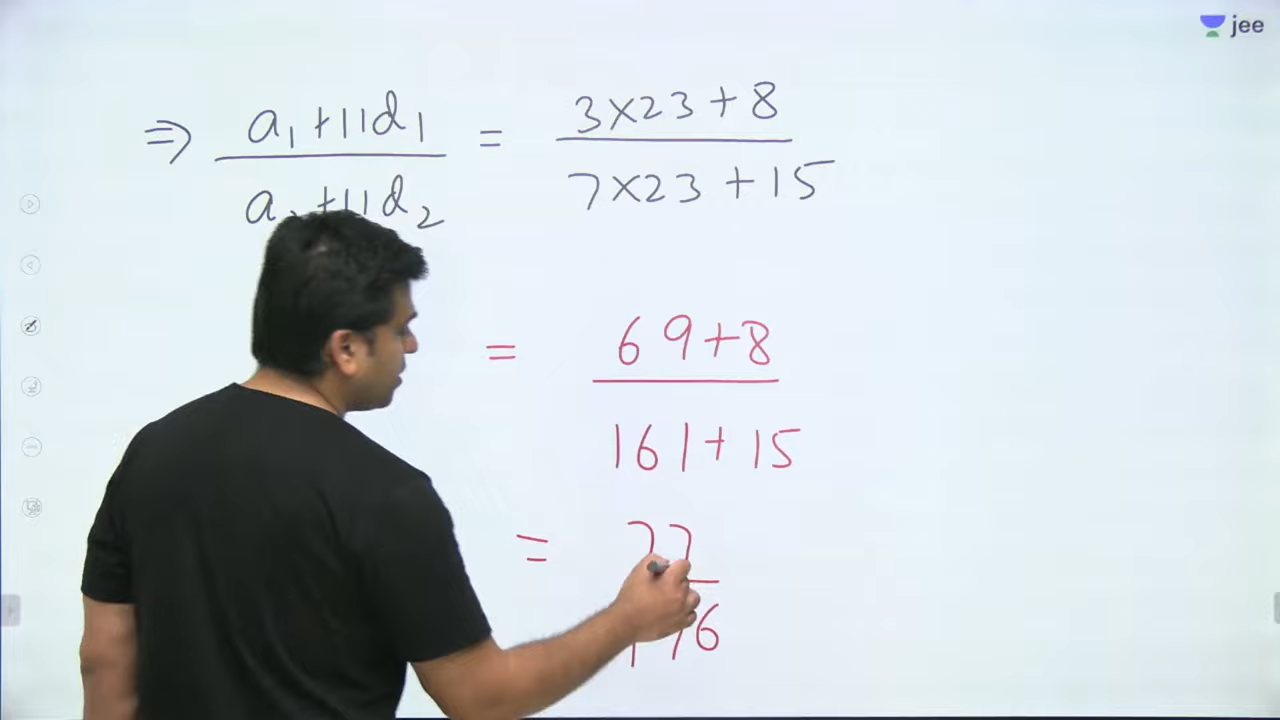 jee
⇒ a₁+11d₁ / a₂+11d₂ = 3×23+8 / 7×23+15
= 69+8 / 161+15
= 77 / 176